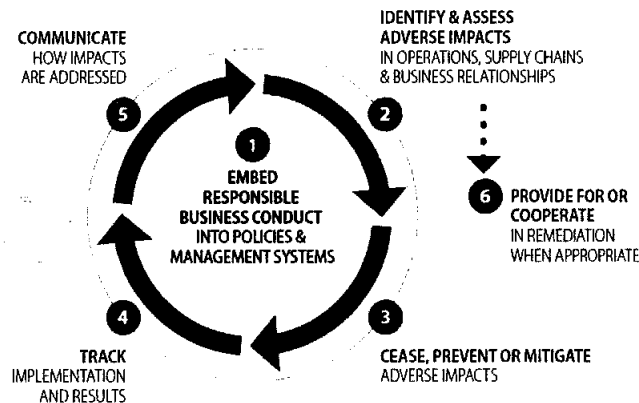 COMMUNICATE
HOW IMPACTS
ARE ADDRESSED
5
IDENTIFY & ASSESS
ADVERSE IMPACTS
IN OPERATIONS, SUPPLY CHAINS
& BUSINESS RELATIONSHIPS
2
1
EMBED
RESPONSIBLE
BUSINESS CONDUCT
INTO POLICIES &
MANAGEMENT SYSTEMS
6
PROVIDE FOR OR
COOPERATE
IN REMEDIATION
WHEN APPROPRIATE
4
TRACK
IMPLEMENTATION
AND RESULTS
3
CEASE, PREVENT OR MITIGATE
ADVERSE IMPACTS